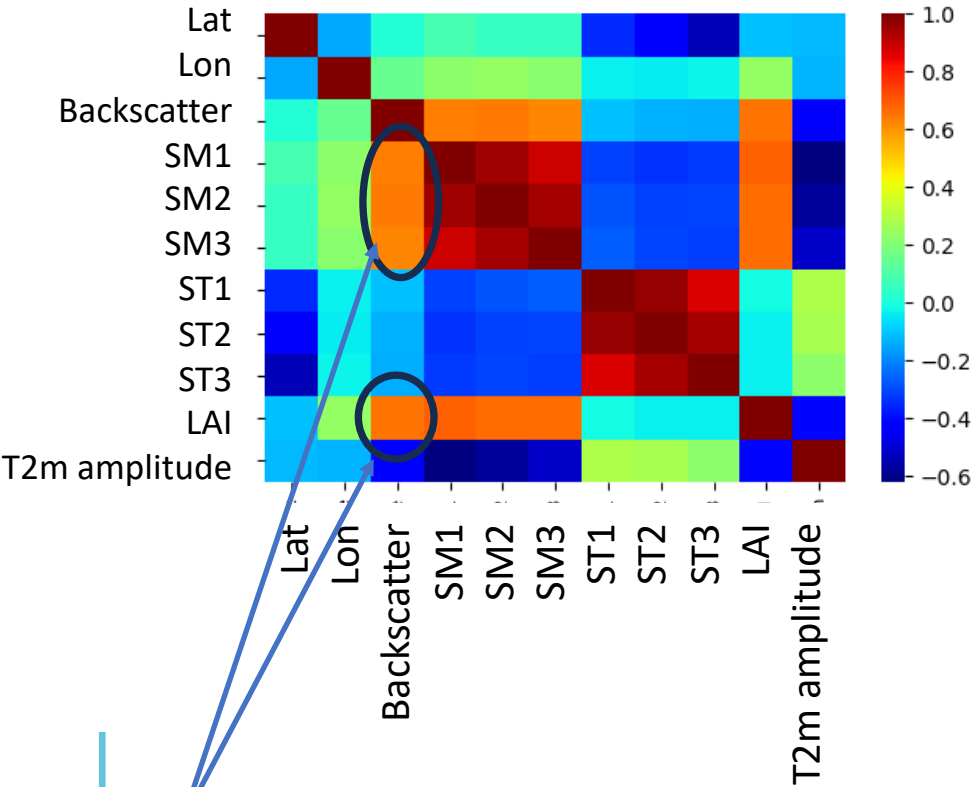 Lat
Lon
Backscatter
SM1
SM2
SM3
ST1
ST2
ST3
LAI
T2m amplitude
1.0
0.8
0.6
0.4
0.2
0.0
−0.2
−0.4
−0.6
Lat
Lon
Backscatter
SM1
SM2
SM3
ST1
ST2
ST3
LAI
T2m amplitude